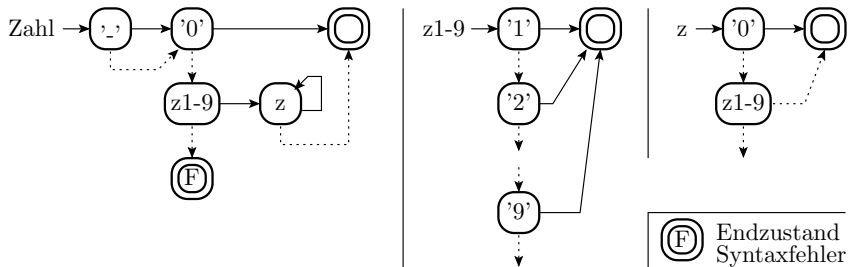 Zahl '-' '0'
z1-9 z
F
z1-9 '1'
'2'
'9'
z '0'
z1-9
F Endzustand
Syntaxfehler